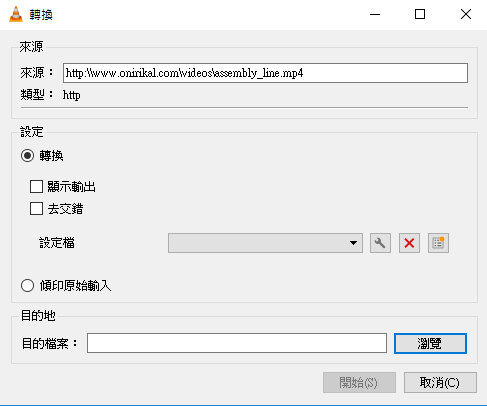 轉換
來源
來源：
http:\\www.onirikal.com\videos\assembly_line.mp4
類型： http
設定
轉換
顯示輸出
去交錯
設定檔
傾印原始輸入
目的地
目的檔案：
瀏覽
開始(S)
取消(C)